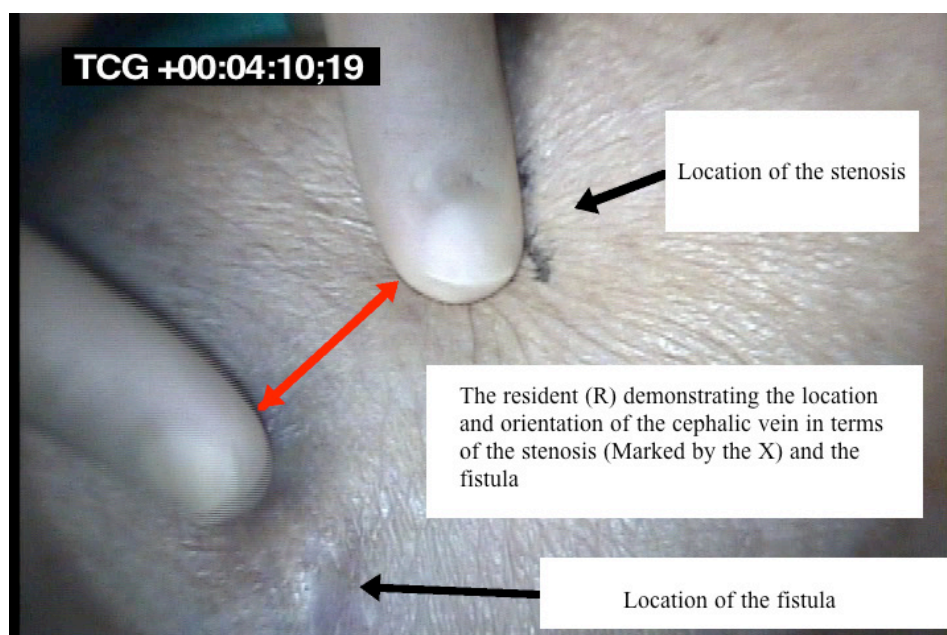 TCG +00:04:10;19
Location of the stenosis
The resident (R) demonstrating the location
and orientation of the cephalic vein in terms
of the stenosis (Marked by the X) and the
fistula
Location of the fistula